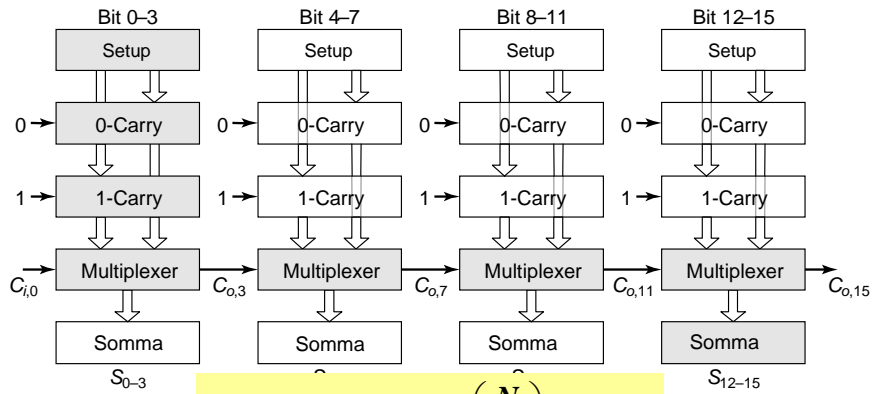 Bit 0–3 Bit 4–7 Bit 8–11 Bit 12–15
Setup Setup Setup Setup
0 0-Carry 0 0-Carry 0 0-Carry 0 0-Carry
1 1-Carry 1 1-Carry 1 1-Carry 1 1-Carry
Multiplexer Multiplexer Multiplexer Multiplexer
C_{i,0} C_{o,3} C_{o,7} C_{o,11} C_{o,15}
Somma Somma Somma Somma
S_{0–3} S_{12–15}
N